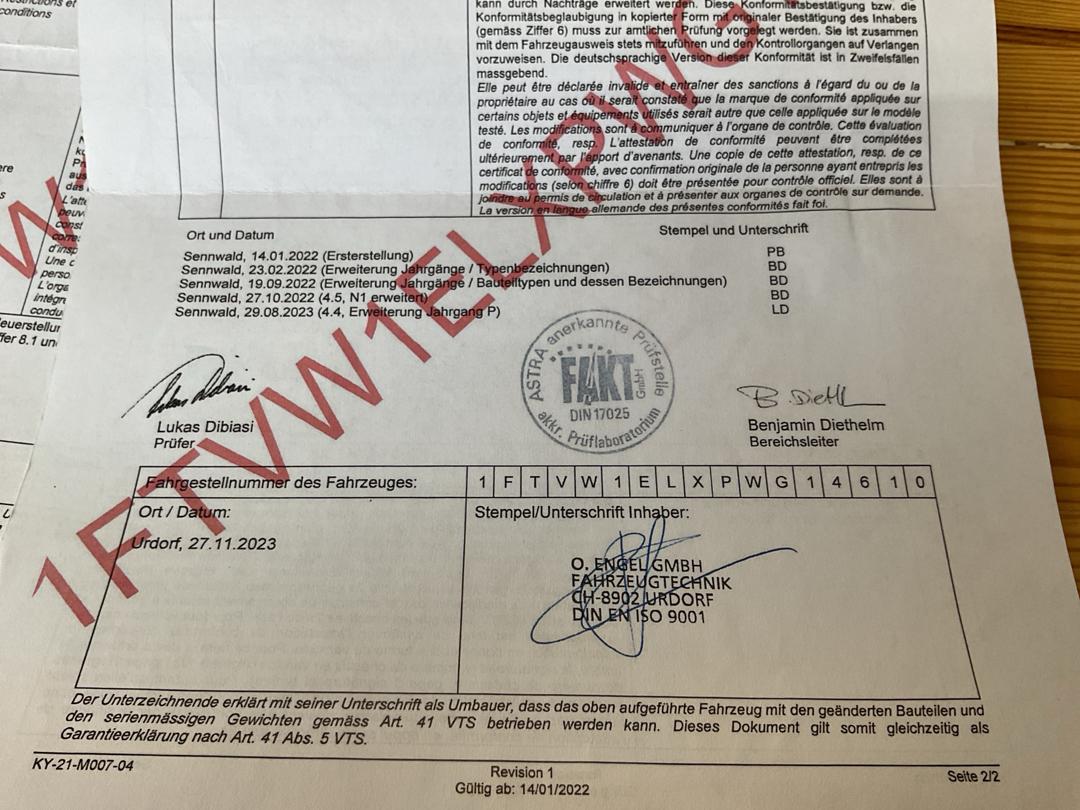 conditions
kann durch Nachträge erweitert werden. Diese Konformitätsbestätigung bzw. die
Konformitätsbeglaubigung in kopierter Form mit originaler Bestätigung des Inhabers
(gemäss Ziffer 6) muss zur amtlichen Prüfung vorgelegt werden. Sie ist zusammen
mit dem Fahrzeugausweis stets mitzuführen und den Kontrollorganen auf Verlangen
vorzuweisen. Die deutschsprachige Version dieser Konformität ist in Zweifelsfällen
massgebend.
Elle peut être déclarée invalide et entraîner des sanctions à l'égard du ou de la
propriétaire au cas où il serait constaté que la marque de conformité appliquée sur
certains objets et équipements utilisés serait autre que celle appliquée sur le modèle
testé. Les modifications sont à communiquer à l'organe de contrôle. Cette évaluation
de conformité, resp. L'attestation de conformité peuvent être complétées
ultérieurement par l'apport d'avenants. Une copie de cette attestation, resp. de ce
certificat de conformité, avec confirmation originale de la personne ayant entrepris les
modifications (selon chiffre 6) doit être présentée pour contrôle officiel. Elles sont à
joindre au permis de circulation et à présenter aux organes de contrôle sur demande.
La version en langue allemande des présentes conformités fait foi.
Ort und Datum
Stempel und Unterschrift
Sennwald, 14.01.2022 (Ersterstellung) PB
Sennwald, 23.02.2022 (Erweiterung Jahrgänge / Typenbezeichnungen) BD
Sennwald, 19.09.2022 (Erweiterung Jahrgänge / Bauteiltypen und dessen Bezeichnungen) BD
Sennwald, 27.10.2022 (4.5, N1 erweitert) BD
Sennwald, 29.08.2023 (4.4, Erweiterung Jahrgang P) LD
ASTRA anerkannte Prüfstelle
FAKT GmbH
DIN 17025
akkr. Prüflaboratorium
Lukas Dibiasi
Prüfer
B. Dieth
Benjamin Diethelm
Bereichsleiter
Fahrgestellnummer des Fahrzeuges: 1 F T V W 1 E L X P W G 1 4 6 1 0
Ort / Datum:
Stempel/Unterschrift Inhaber:
Urdorf, 27.11.2023
O. ENGEL GMBH
FAHRZEUGTECHNIK
CH-8902 URDORF
DIN EN ISO 9001
Der Unterzeichnende erklärt mit seiner Unterschrift als Umbauer, dass das oben aufgeführte Fahrzeug mit den geänderten Bauteilen und
den serienmässigen Gewichten gemäss Art. 41 VTS betrieben werden kann. Dieses Dokument gilt somit gleichzeitig als
Garantieerklärung nach Art. 41 Abs. 5 VTS.
KY-21-M007-04
Revision 1
Gültig ab: 14/01/2022
Seite 2/2
1FTVW1ELXPWG